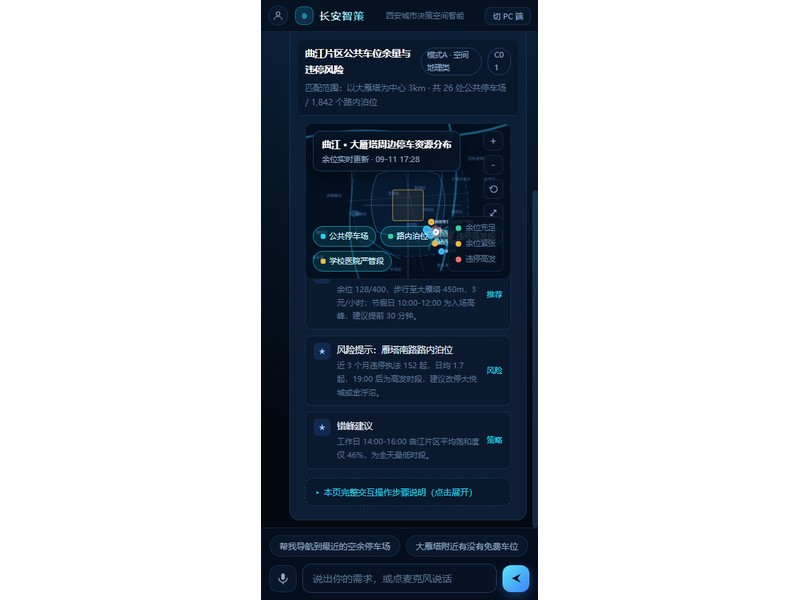 长安智策
西安城市决策空间智能
切 PC 端
曲江片区公共车位余量与
违停风险
模式A · 空间
地理类
C0
1
匹配范围：以大雁塔为中心 3km · 共 26 处公共停车场
/ 1,842 个路内泊位
曲江 • 大雁塔周边停车资源分布
余位实时更新 · 09-11 17:28
+
-
公共停车场
路内泊位
学校医院严管段
余位充足
余位紧张
违停高发
余位 128/400，步行至大雁塔 450m，3
元/小时；节假日 10:00-12:00 为入场高
峰，建议提前 30 分钟。
推荐
风险提示：雁塔南路路内泊位
近 3 个月违停执法 152 起，日均 1.7
起，19:00 后为高发时段，建议改停大悦
城或金浮沱。
风险
错峰建议
工作日 14:00-16:00 曲江片区平均饱和度
仅 46%，为全天最低时段。
策略
本页完整交互操作步骤说明（点击展开）
帮我导航到最近的空余停车场
大雁塔附近有没有免费车位
说出你的需求，或点麦克风说话